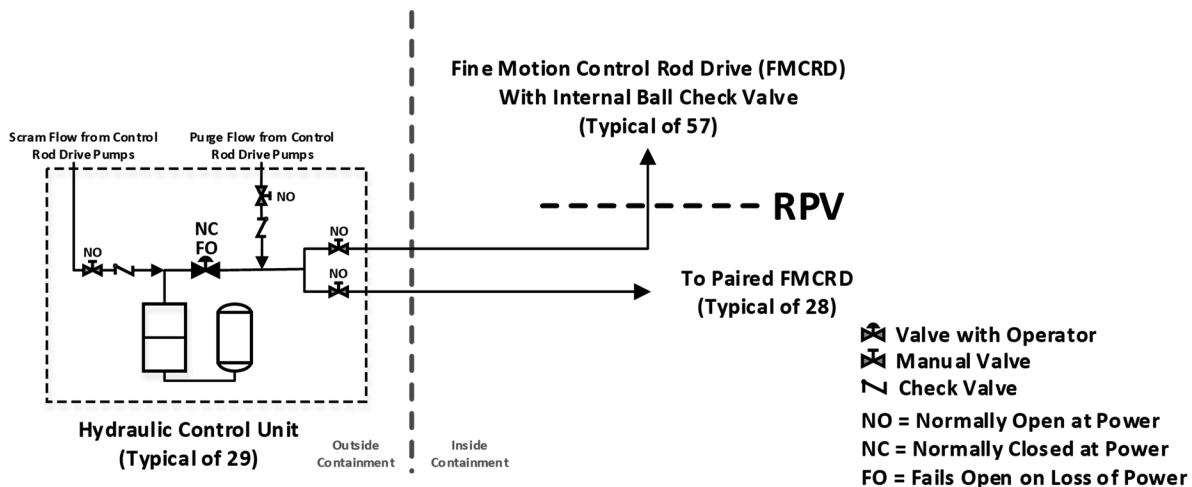 Fine Motion Control Rod Drive (FMCRD)
With Internal Ball Check Valve
(Typical of 57)
Scram Flow from Control
Rod Drive Pumps
Purge Flow from Control
Rod Drive Pumps
NO
NC
FO
NO
NO
NO
RPV
To Paired FMCRD
(Typical of 28)
Hydraulic Control Unit
(Typical of 29)
Outside
Containment
Inside
Containment
Valve with Operator
Manual Valve
Check Valve
NO = Normally Open at Power
NC = Normally Closed at Power
FO = Fails Open on Loss of Power